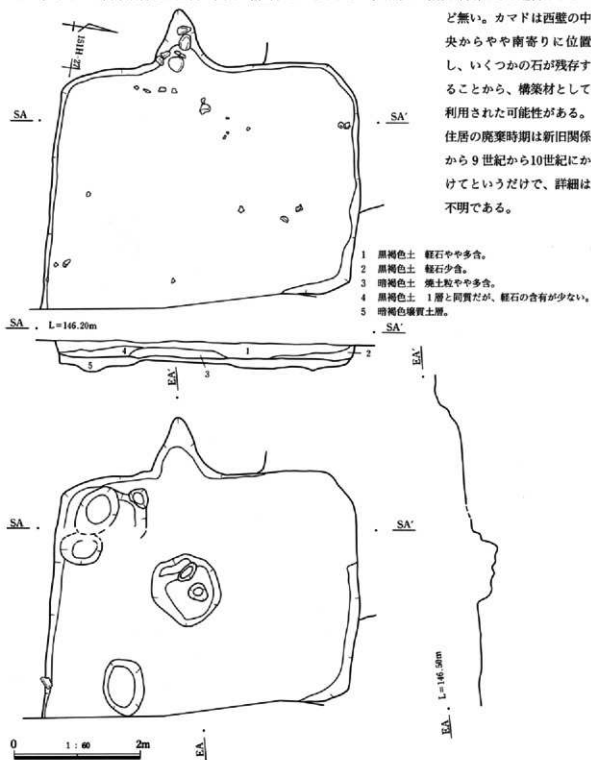 ど無い。カマドは西壁の中
央からやや南寄りに位置
し、いくつかの石が残存す
ることから、構築材として
利用された可能性がある。
住居の廃棄時期は新旧関係
から9世紀から10世紀にか
けてというだけで、詳細は
不明である。
151H-27
SA
SA′
1 黒褐色土 軽石やや多含。
2 黒褐色土 軽石少含。
3 暗褐色土 焼土粒やや多含。
4 黒褐色土 1層と同質だが、軽石の含有が少ない。
5 暗褐色壌質土層。
SA L=146.20m
SA′
4
1
2
5
3
EA′
EA′
SA
SA′
L=146.50m
EA
EA
0 1:60 2m